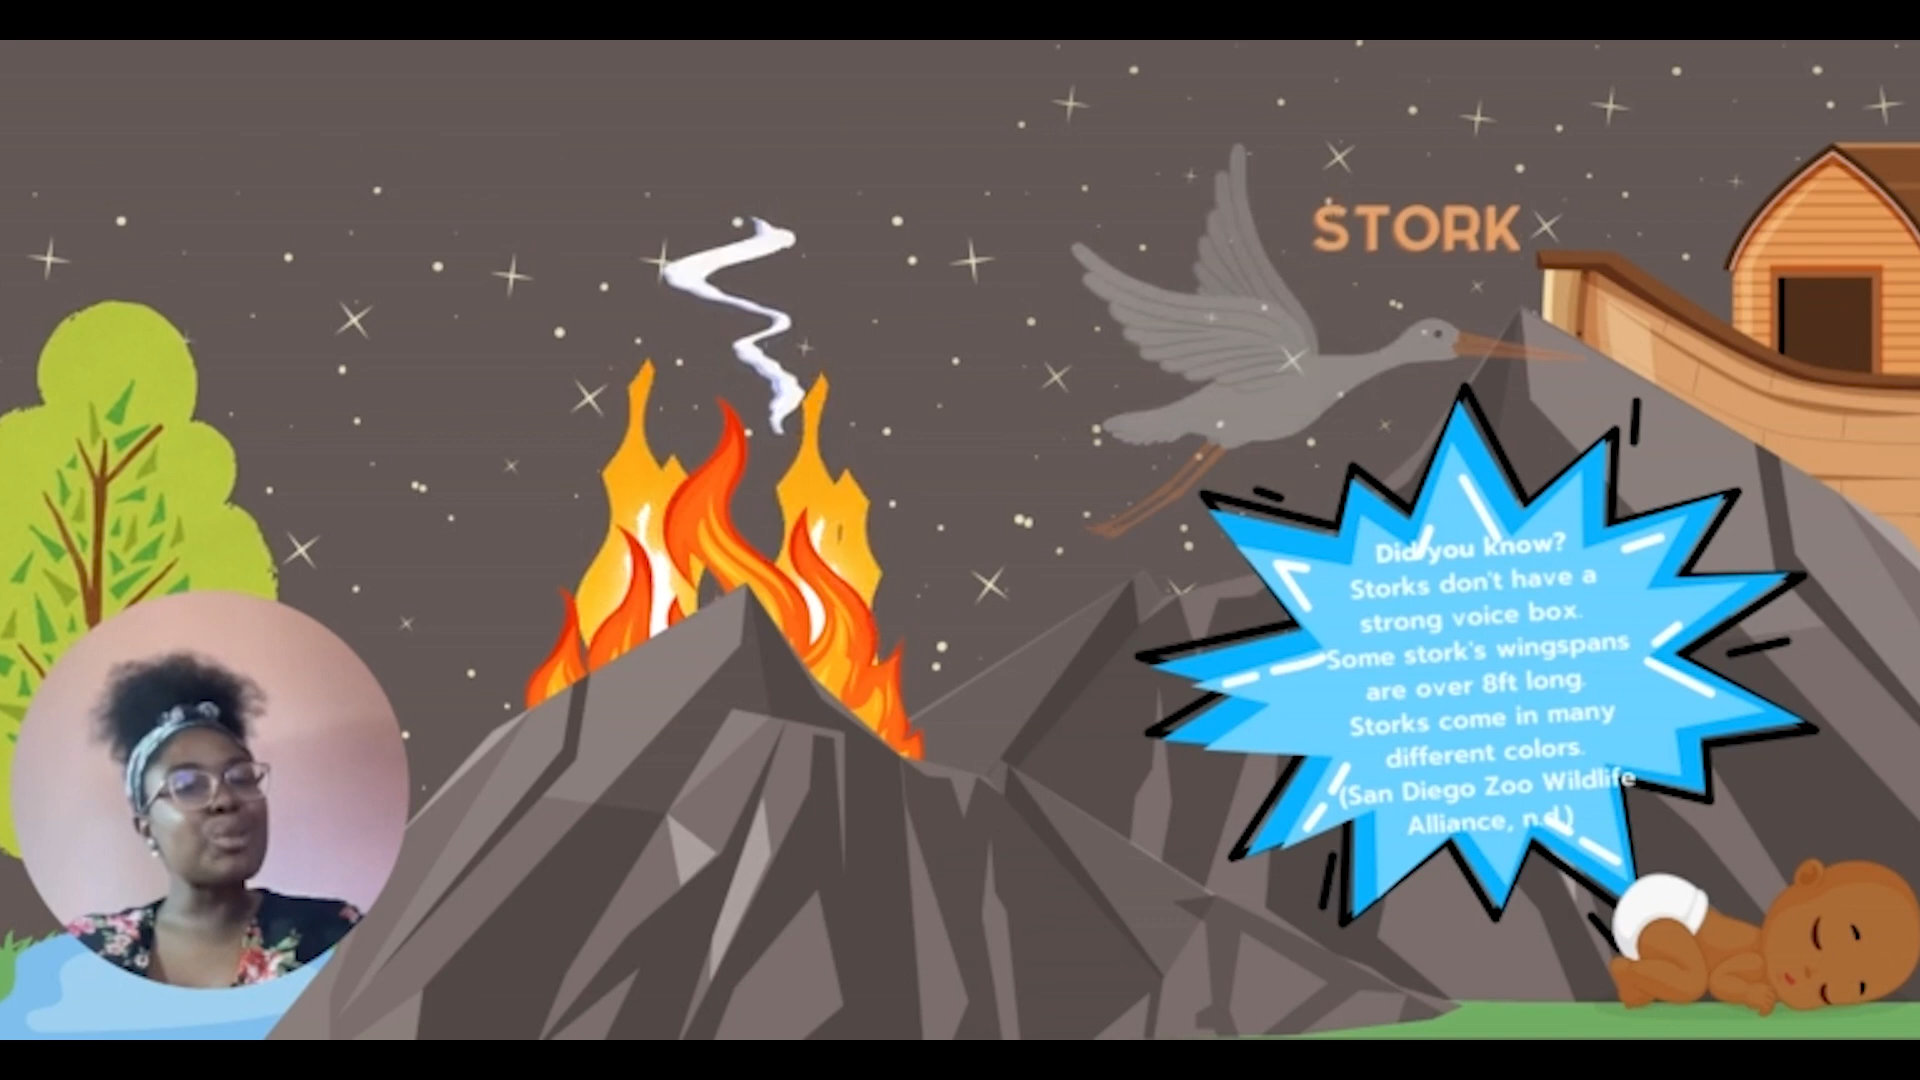 STORK
Did you know?
Storks don't have a
strong voice box.
Some stork's wingspans
are over 8ft long.
Storks come in many
different colors.
(San Diego Zoo Wildlife
Alliance, n.d.)